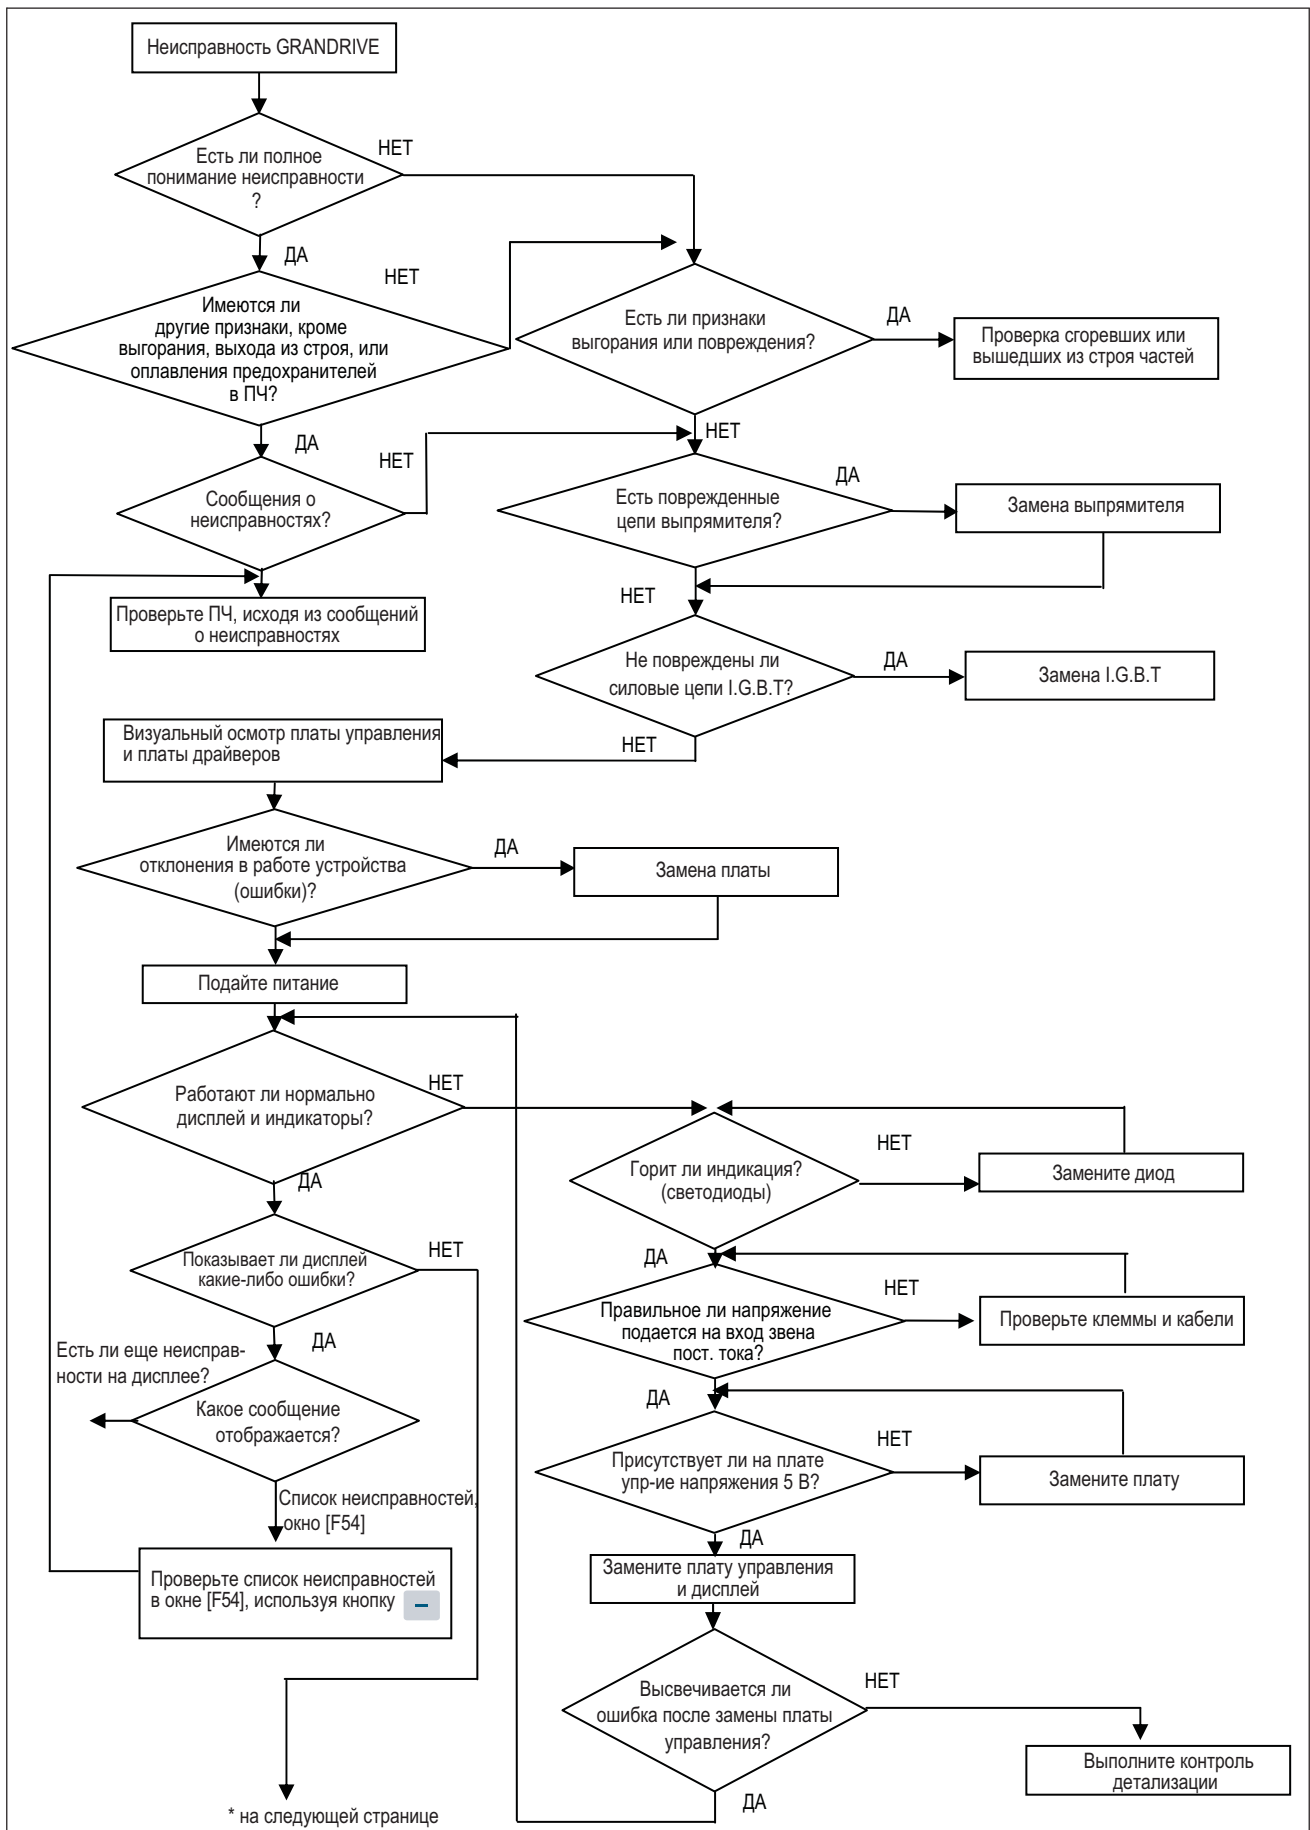 Неисправность GRANDRIVE
Есть ли полное
понимание неисправности
?
НЕТ
ДА
НЕТ
Имеются ли
другие признаки, кроме
выгорания, выхода из строя, или
оплавления предохранителей
в ПЧ?
Есть ли признаки
выгорания или повреждения?
ДА
Проверка сгоревших или
вышедших из строя частей
ДА
НЕТ
НЕТ
Сообщения о
неисправностях?
Есть поврежденные
цепи выпрямителя?
ДА
Замена выпрямителя
Проверьте ПЧ, исходя из сообщений
о неисправностях
НЕТ
Не повреждены ли
силовые цепи I.G.B.T?
ДА
Замена I.G.B.T
НЕТ
Визуальный осмотр платы управления
и платы драйверов
Имеются ли
отклонения в работе устройства
(ошибки)?
ДА
Замена платы
Подайте питание
Работают ли нормально
дисплей и индикаторы?
НЕТ
Горит ли индикация?
(светодиоды)
НЕТ
Замените диод
ДА
Показывает ли дисплей
какие-либо ошибки?
НЕТ
ДА
Правильное ли напряжение
подается на вход звена
пост. тока?
НЕТ
Проверьте клеммы и кабели
ДА
Есть ли еще неисправ-
ности на дисплее?
Какое сообщение
отображается?
ДА
Присутствует ли на плате
упр-ие напряжения 5 В?
НЕТ
Замените плату
Список неисправностей,
окно [F54]
ДА
Проверьте список неисправностей
в окне [F54], используя кнопку –
Замените плату управления
и дисплей
Высвечивается ли
ошибка после замены платы
управления?
НЕТ
Выполните контроль
детализации
ДА
* на следующей странице